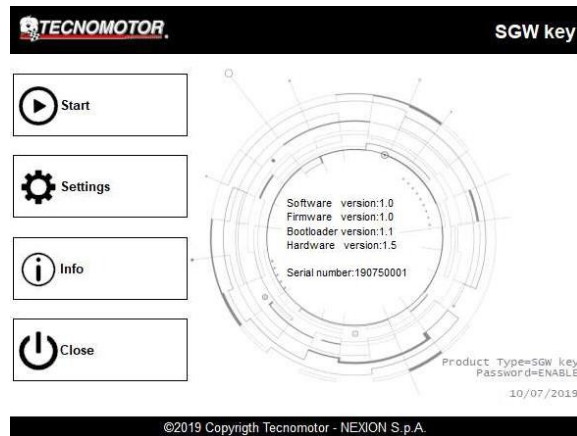 TECNOMOTOR.
SGW key
Start
Settings
Info
Close
Software version:1.0
Firmware version:1.0
Bootloader version:1.1
Hardware version:1.5
Serial number:190750001
Product Type=SGW key
Password=ENABLE
10/07/2019
©2019 Copyrigth Tecnomotor - NEXION S.p.A.